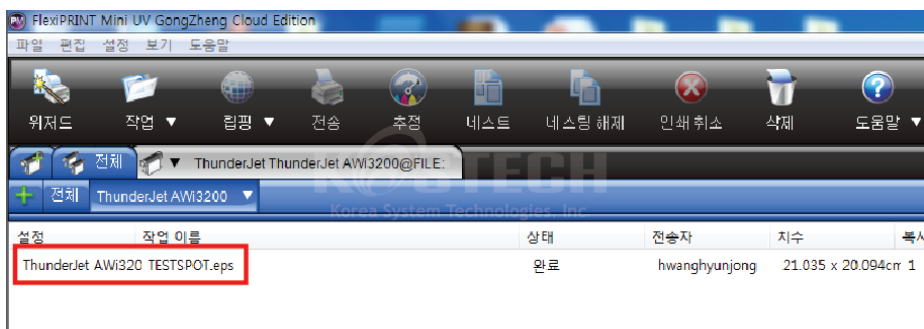 FlexiPRINT Mini UV GongZheng Cloud Edition
파일 편집 설정 보기 도움말
위저드 작업 ▼ 립핑 ▼ 전송 추정 네스트 네스팅 해제 인쇄 취소 삭제 도움말 ▼
전체 ▼ ThunderJet ThunderJet AWi3200@FILE:
KOSTECH
전체 ThunderJet AWi3200 ▼
Korea System Technologies, Inc.
설정 작업 이름 상태 전송자 치수
ThunderJet AWi320 TESTSPOT.eps 완료 hwanghyunjong 21.035 x 20.094cm 1